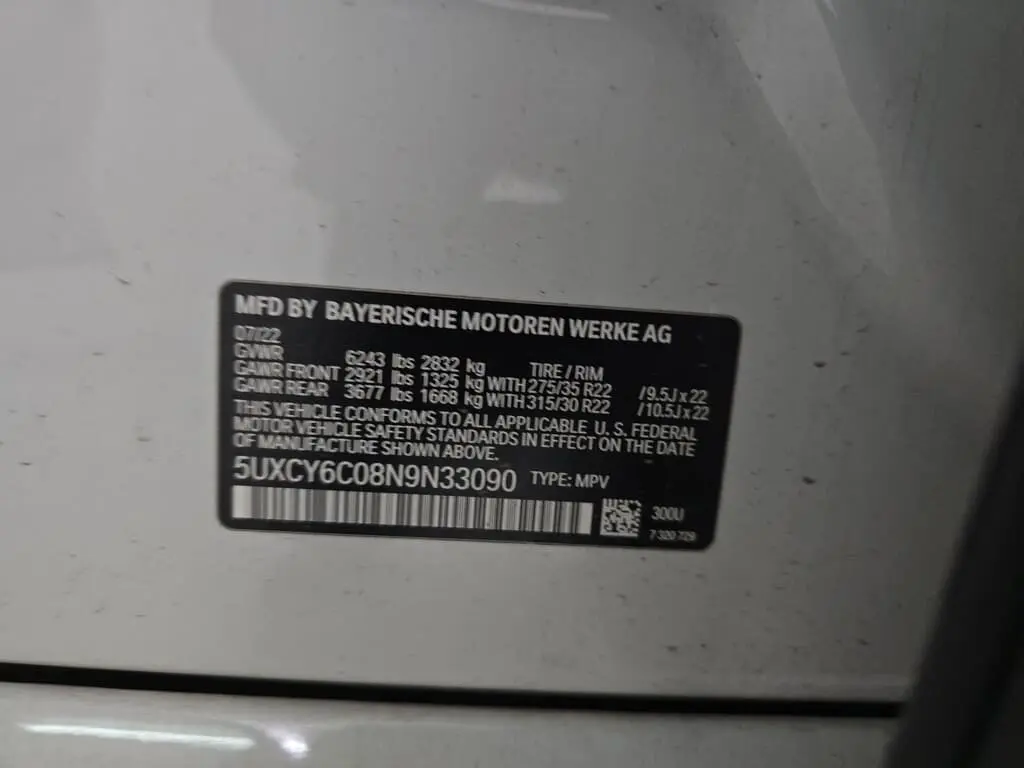 MFD BY BAYERISCHE MOTOREN WERKE AG
07/22
GVWR 6243 lbs 2832 kg TIRE / RIM
GAWR FRONT 2921 lbs 1325 kg WITH 275/35 R22 /9.5J x 22
GAWR REAR 3677 lbs 1668 kg WITH 315/30 R22 /10.5J x 22
THIS VEHICLE CONFORMS TO ALL APPLICABLE U. S. FEDERAL
MOTOR VEHICLE SAFETY STANDARDS IN EFFECT ON THE DATE
OF MANUFACTURE SHOWN ABOVE.
5UXCY6C08N9N33090 TYPE: MPV
300U
7 320 729